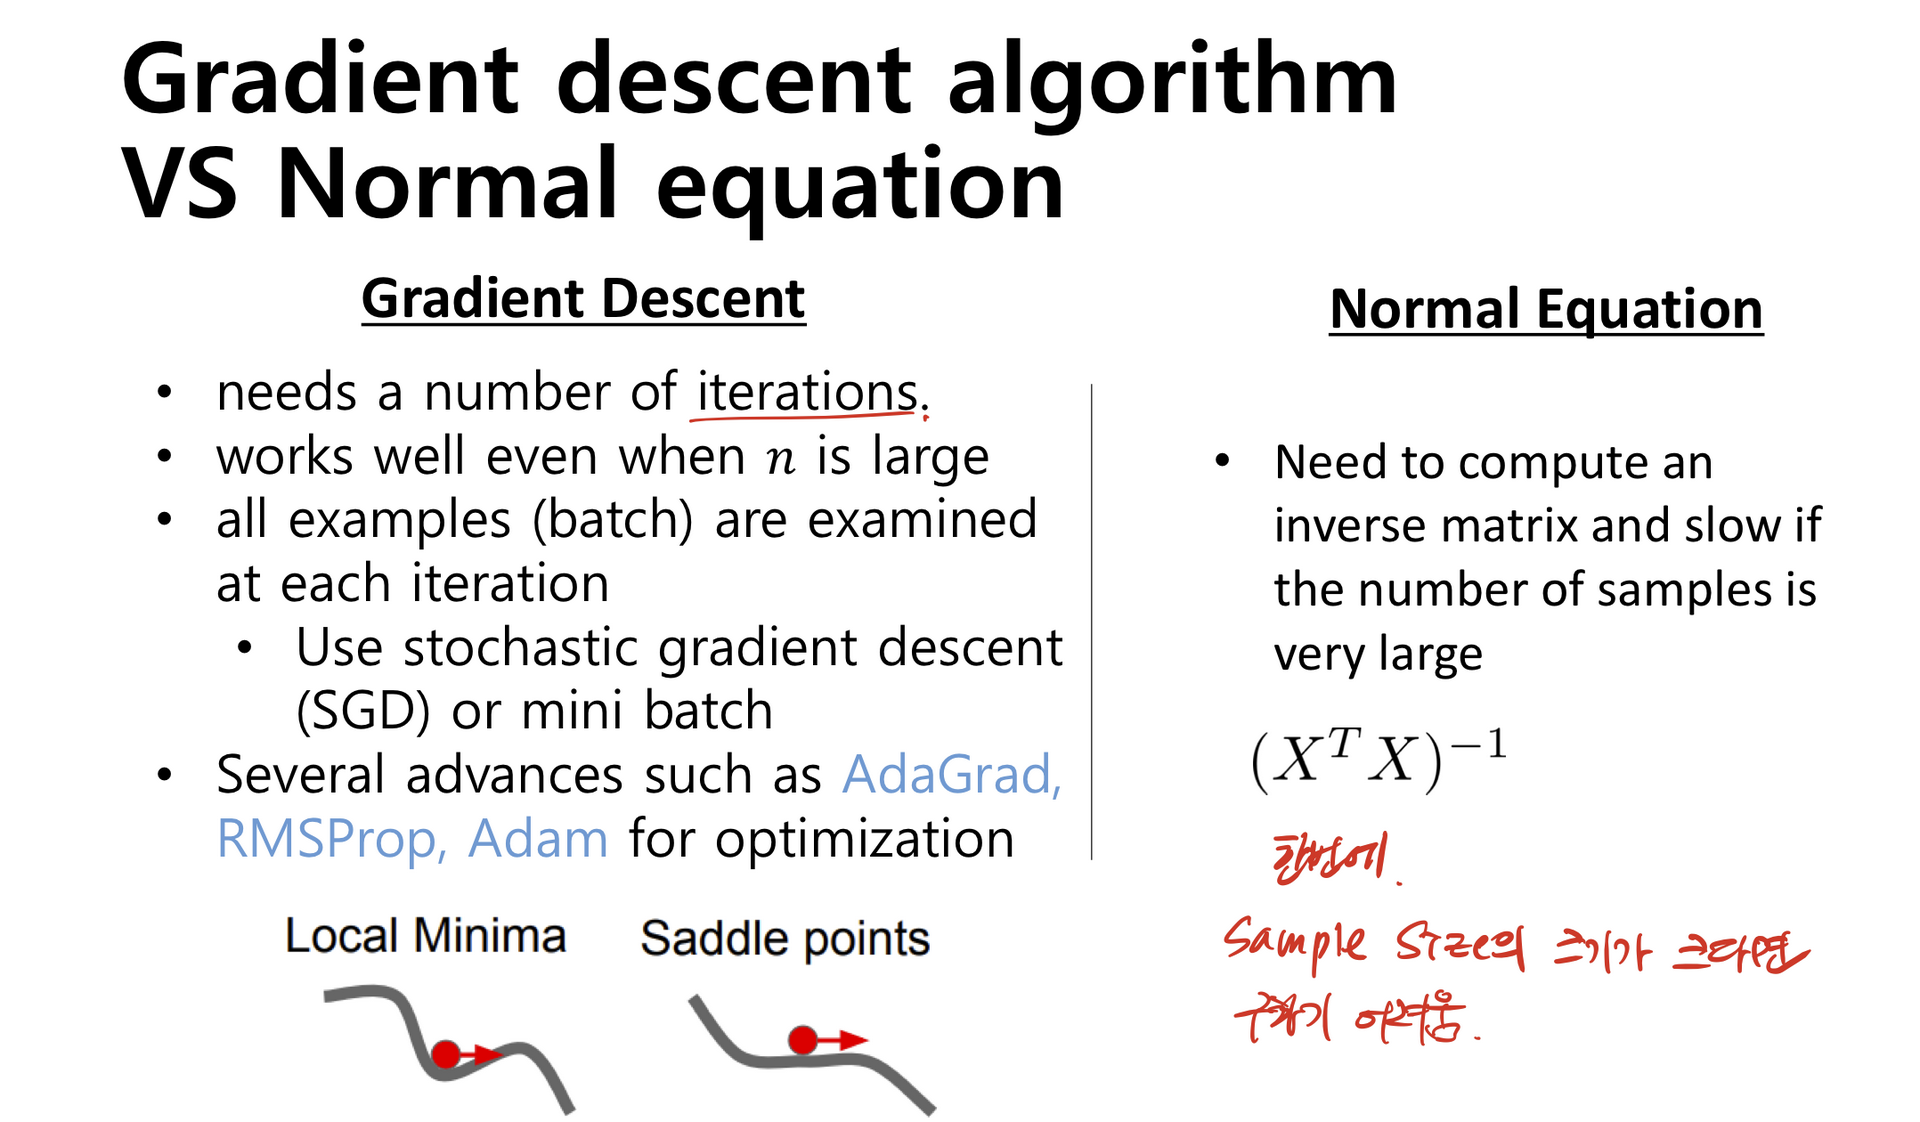 Gradient descent algorithm
VS Normal equation
Gradient Descent
• needs a number of iterations.
• works well even when n is large
• all examples (batch) are examined
at each iteration
• Use stochastic gradient descent
(SGD) or mini batch
• Several advances such as AdaGrad,
RMSProp, Adam for optimization
Local Minima
Saddle points
Normal Equation
• Need to compute an
inverse matrix and slow if
the number of samples is
very large
(X^T X)^{-1}
한번에.
Sample Size의 크기가 크다면
구하기 어려움.